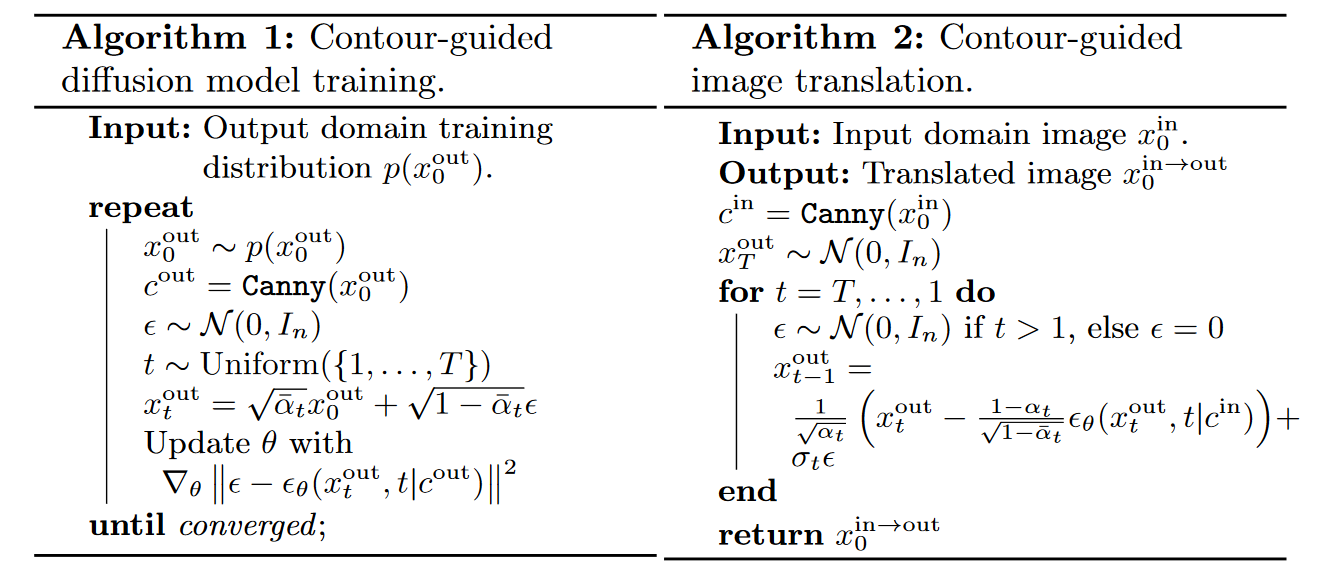 Algorithm 1: Contour-guided
diffusion model training.
Input: Output domain training
distribution $p(x_0^{\text{out}})$.
repeat
$x_0^{\text{out}} \sim p(x_0^{\text{out}})$
$c^{\text{out}} = \texttt{Canny}(x_0^{\text{out}})$
$\epsilon \sim \mathcal{N}(0, I_n)$
$t \sim \text{Uniform}(\{1, \ldots, T\})$
$x_t^{\text{out}} = \sqrt{\bar{\alpha}_t} x_0^{\text{out}} + \sqrt{1 - \bar{\alpha}_t} \epsilon$
Update $\theta$ with
$\nabla_\theta \left\| \epsilon - \epsilon_\theta(x_t^{\text{out}}, t | c^{\text{out}}) \right\|^2$
until converged;
Algorithm 2: Contour-guided
image translation.
Input: Input domain image $x_0^{\text{in}}$.
Output: Translated image $x_0^{\text{in}\to\text{out}}$
$c^{\text{in}} = \texttt{Canny}(x_0^{\text{in}})$
$x_T^{\text{out}} \sim \mathcal{N}(0, I_n)$
for $t = T, \ldots, 1$ do
$\epsilon \sim \mathcal{N}(0, I_n)$ if $t > 1$, else $\epsilon = 0$
$x_{t-1}^{\text{out}} =$
$\frac{1}{\sqrt{\alpha_t}} \left( x_t^{\text{out}} - \frac{1 - \alpha_t}{\sqrt{1 - \bar{\alpha}_t}} \epsilon_\theta(x_t^{\text{out}}, t | c^{\text{in}}) \right) +$
$\sigma_t \epsilon$
end
return $x_0^{\text{in}\to\text{out}}$